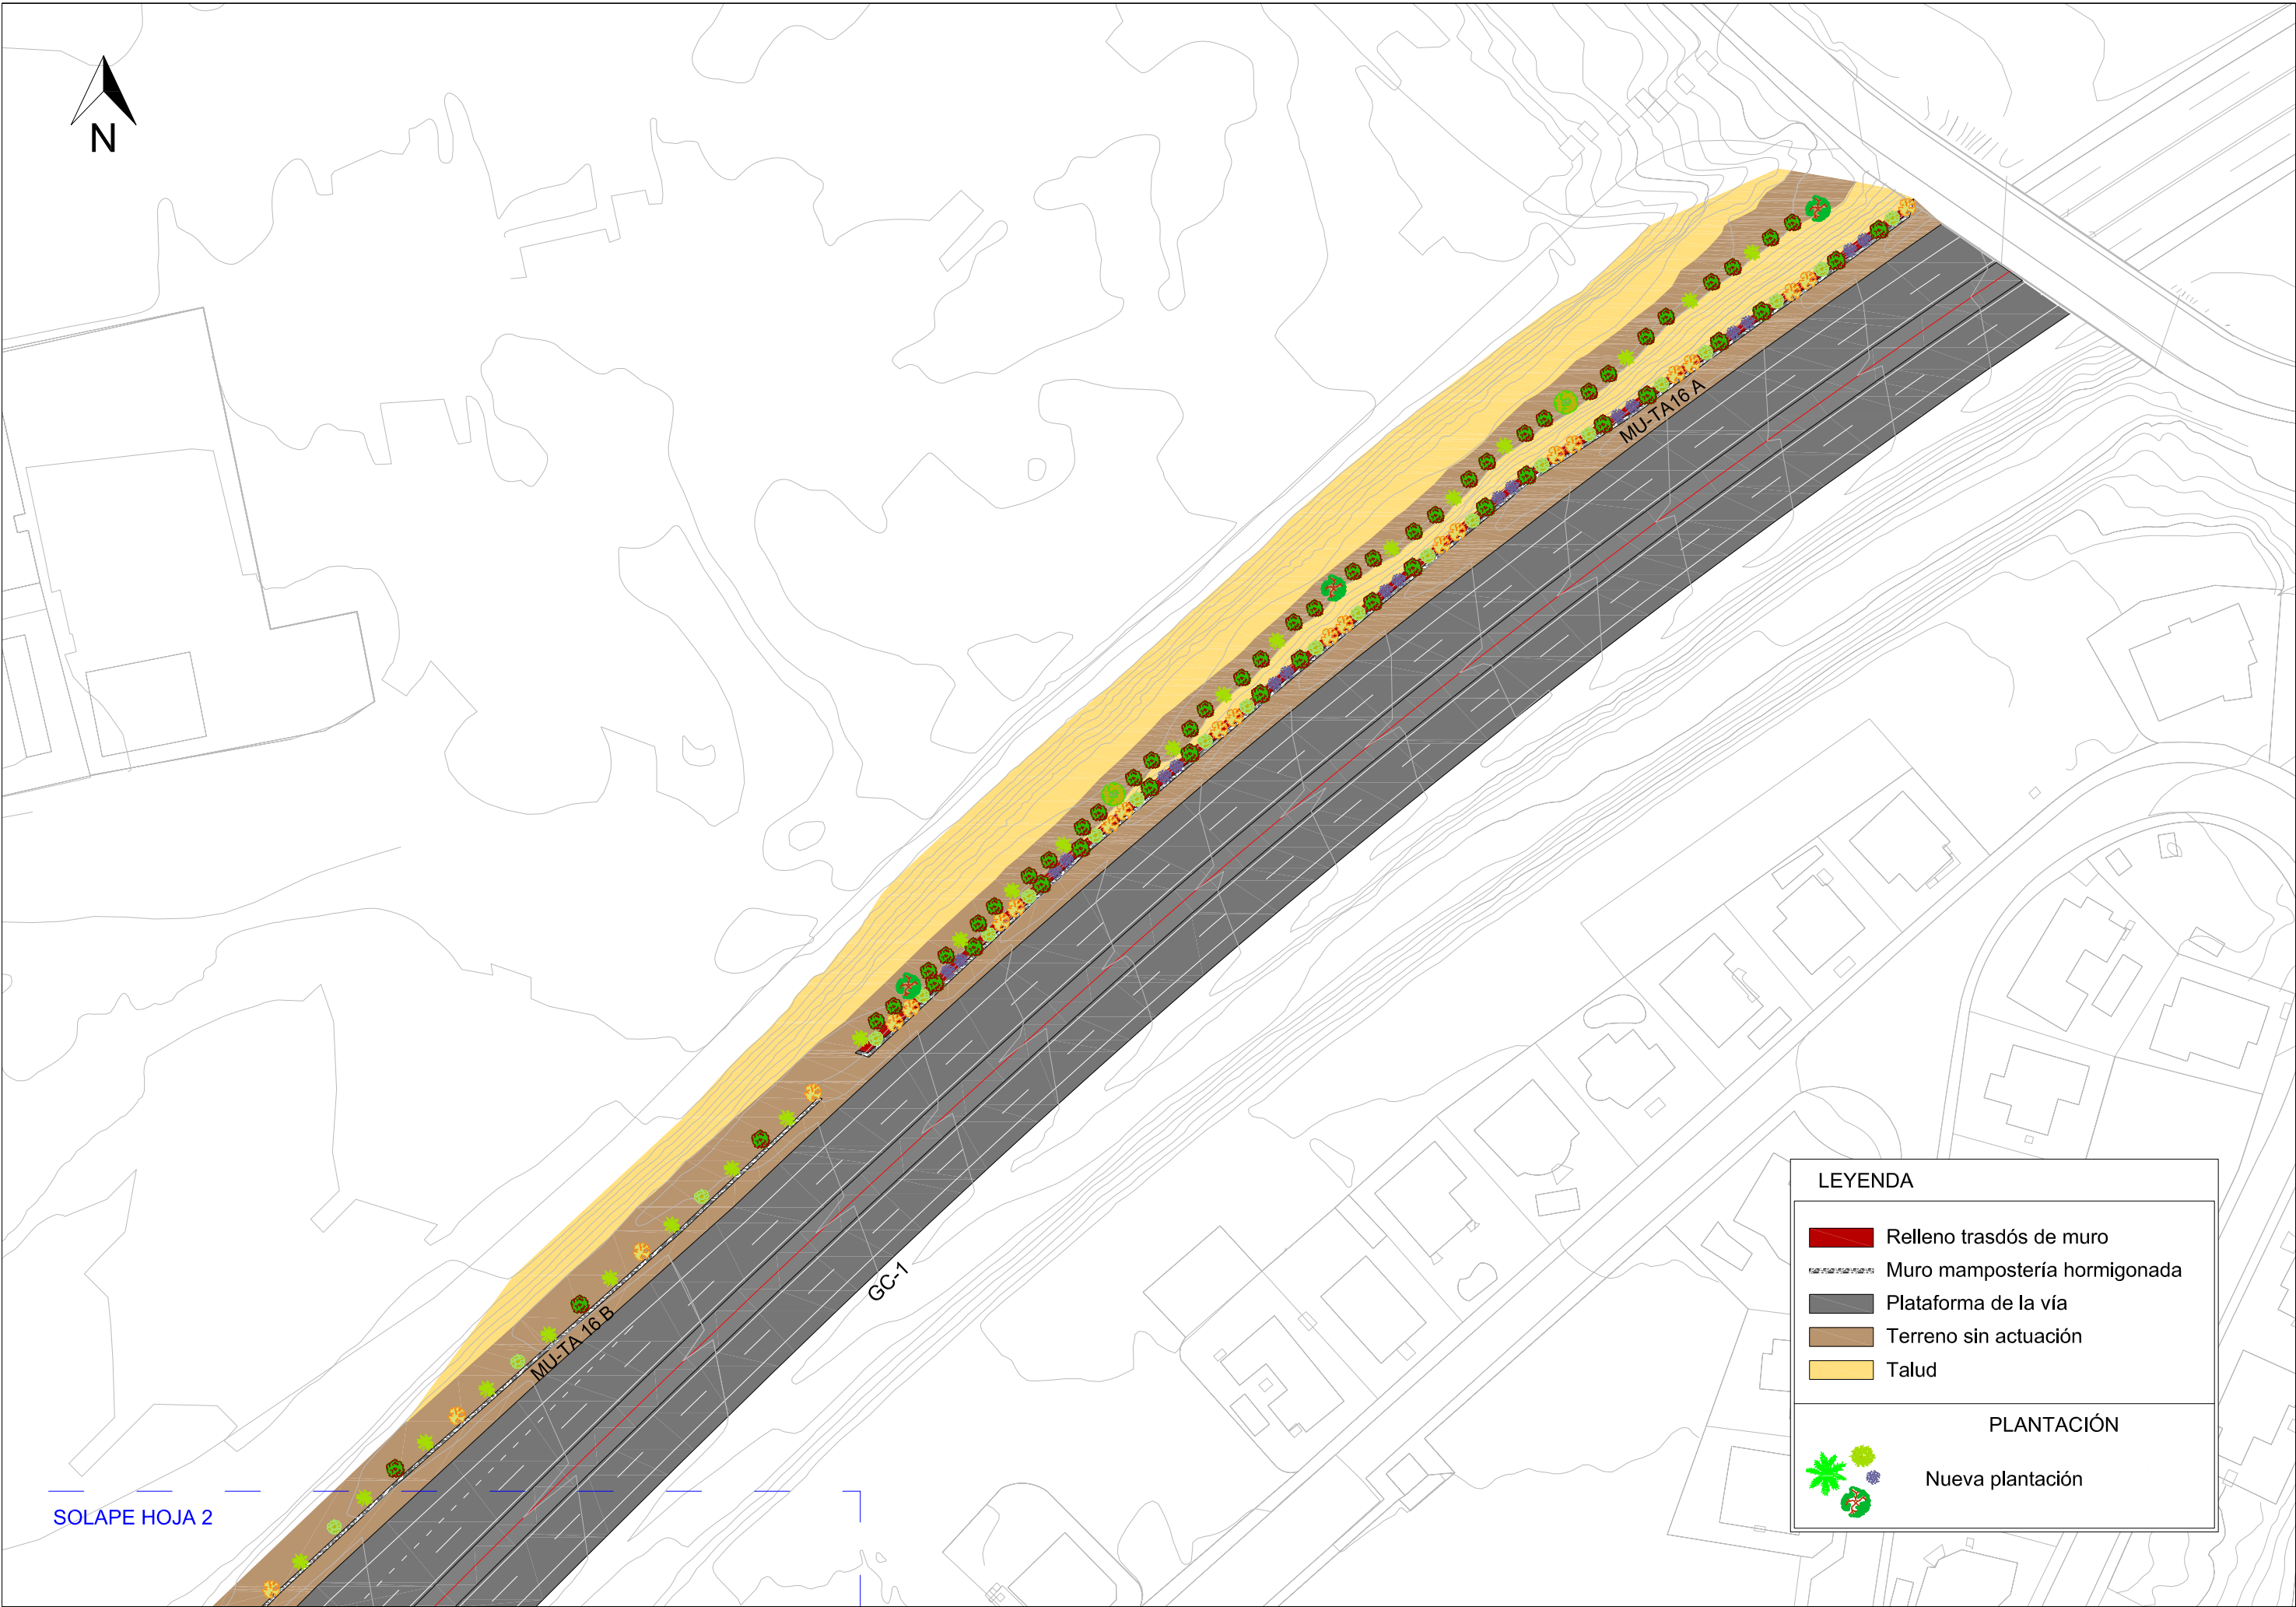 N
MU-TA16 A
GC-1
MU-TA 16 B
SOLAPE HOJA 2
LEYENDA
Relleno trasdós de muro
Muro mampostería hormigonada
Plataforma de la vía
Terreno sin actuación
Talud
PLANTACIÓN
Nueva plantación